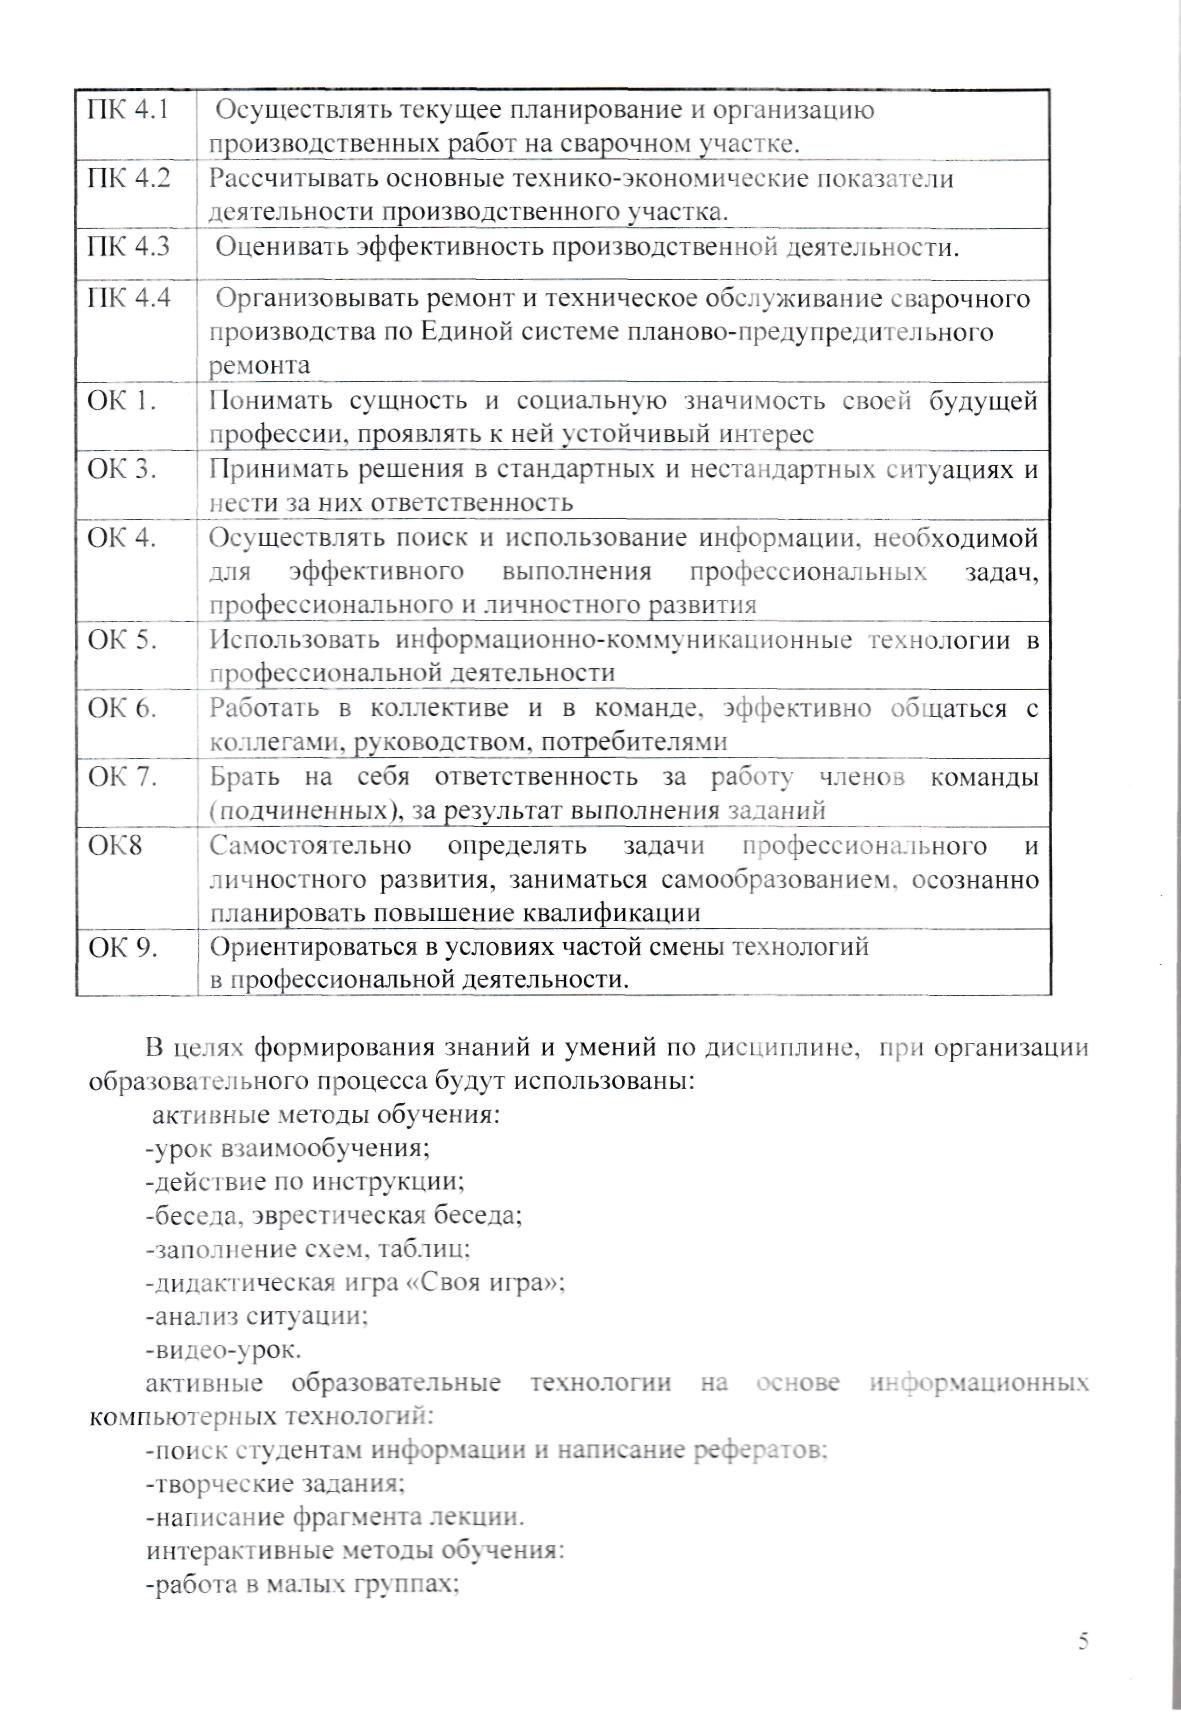 ПК 4.1 Осуществлять текущее планирование и организацию
производственных работ на сварочном участке.
ПК 4.2 Рассчитывать основные технико-экономические показатели
деятельности производственного участка.
ПК 4.3 Оценивать эффективность производственной деятельности.
ПК 4.4 Организовывать ремонт и техническое обслуживание сварочного
производства по Единой системе планово-предупредительного
ремонта
ОК 1. Понимать сущность и социальную значимость своей будущей
профессии, проявлять к ней устойчивый интерес
ОК 3. Принимать решения в стандартных и нестандартных ситуациях и
нести за них ответственность
ОК 4. Осуществлять поиск и использование информации, необходимой
для эффективного выполнения профессиональных задач,
профессионального и личностного развития
ОК 5. Использовать информационно-коммуникационные технологии в
профессиональной деятельности
ОК 6. Работать в коллективе и в команде, эффективно общаться с
коллегами, руководством, потребителями
ОК 7. Брать на себя ответственность за работу членов команды
(подчиненных), за результат выполнения заданий
ОК8 Самостоятельно определять задачи профессионального и
личностного развития, заниматься самообразованием, осознанно
планировать повышение квалификации
ОК 9. Ориентироваться в условиях частой смены технологий
в профессиональной деятельности.
В целях формирования знаний и умений по дисциплине, при организации
образовательного процесса будут использованы:
активные методы обучения:
-урок взаимообучения;
-действие по инструкции;
-беседа, эврестическая беседа;
-заполнение схем, таблиц;
-дидактическая игра «Своя игра»;
-анализ ситуации;
-видео-урок.
активные образовательные технологии на основе информационных
компьютерных технологий:
-поиск студентам информации и написание рефератов;
-творческие задания;
-написание фрагмента лекции.
интерактивные методы обучения:
-работа в малых группах;
5